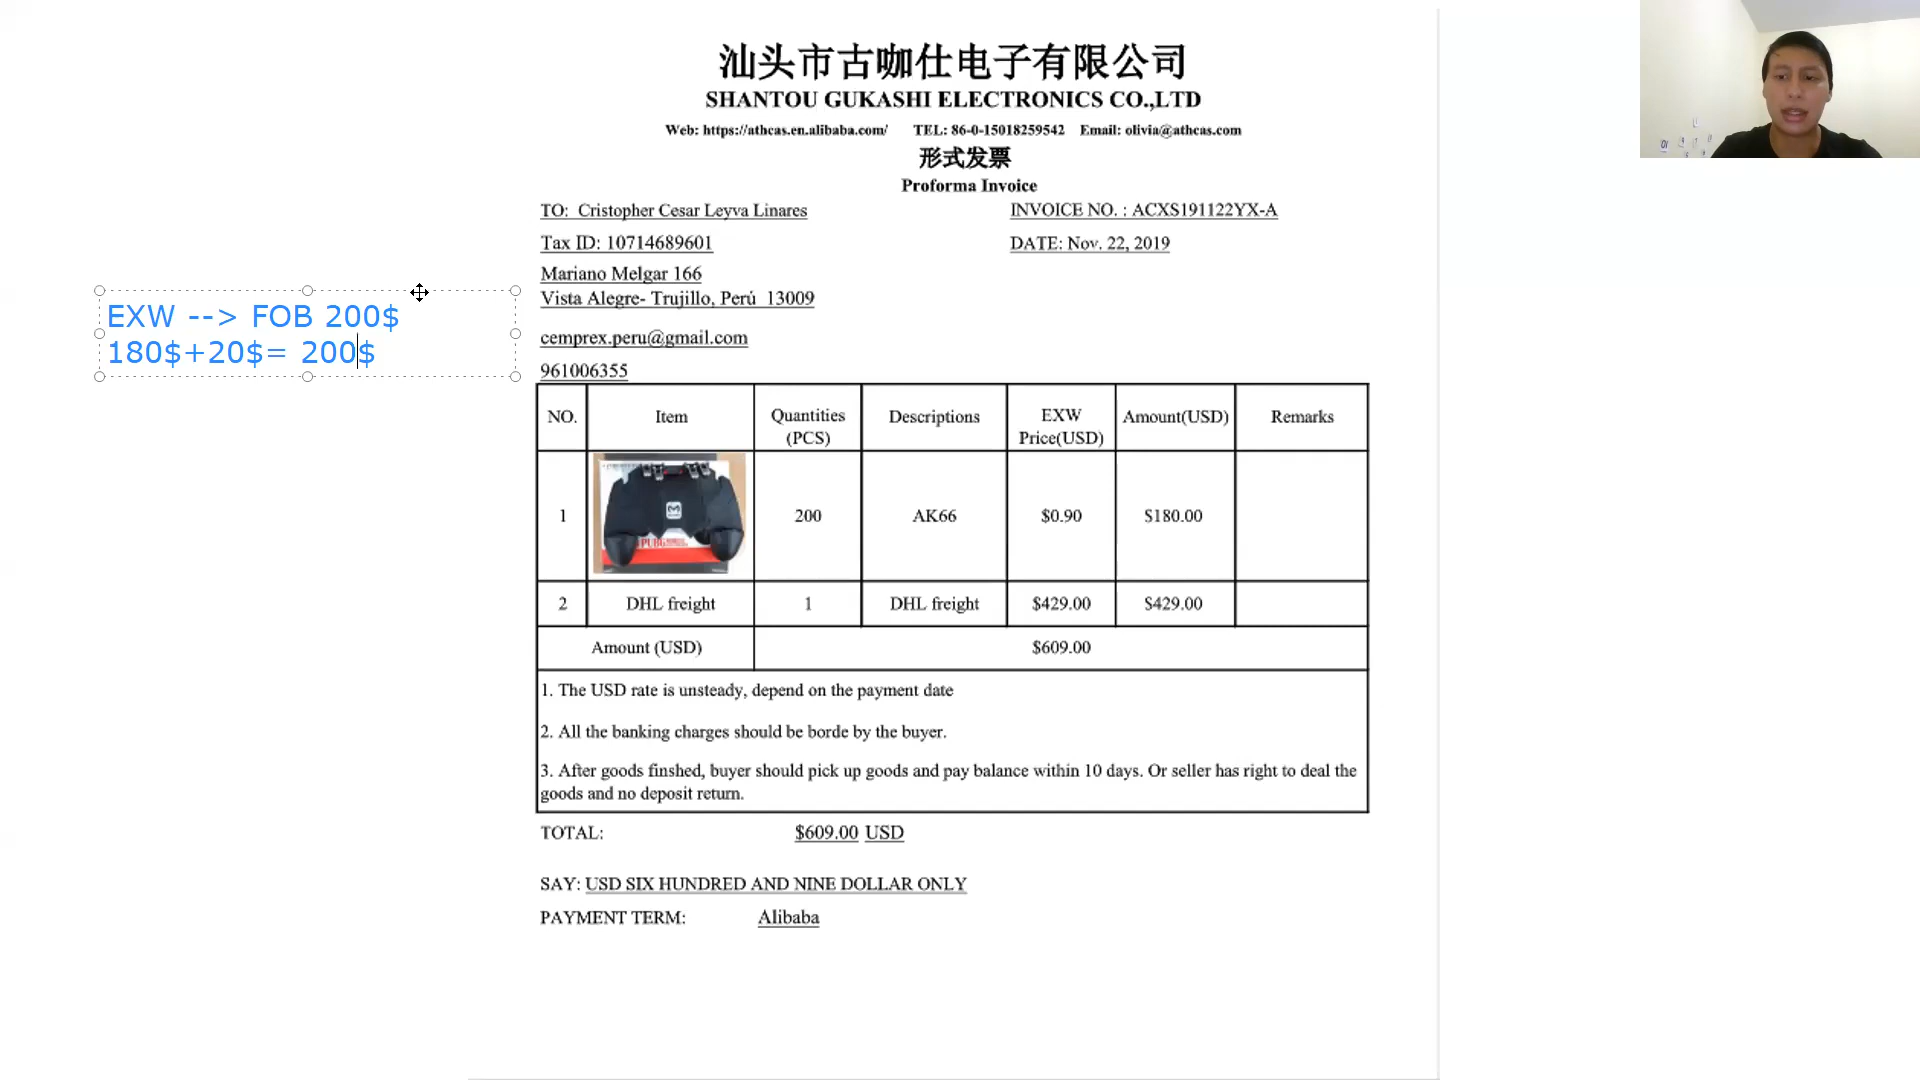 汕头市古咖仕电子有限公司
SHANTOU GUKASHI ELECTRONICS CO.,LTD
Web: https://athcas.en.alibaba.com/ TEL: 86-0-15018259542 Email: olivia@athcas.com
形式发票
Proforma Invoice
TO: Cristopher Cesar Leyva Linares INVOICE NO. : ACXS191122YX-A
Tax ID: 10714689601 DATE: Nov. 22, 2019
Mariano Melgar 166
Vista Alegre- Trujillo, Perú 13009
cemprex.peru@gmail.com
961006355
EXW --> FOB 200$
180$+20$= 200$
NO. Item Quantities (PCS) Descriptions EXW Price(USD) Amount(USD) Remarks
1 200 AK66 $0.90 $180.00
PUBG
2 DHL freight 1 DHL freight $429.00 $429.00
Amount (USD) $609.00
1. The USD rate is unsteady, depend on the payment date
2. All the banking charges should be borde by the buyer.
3. After goods finshed, buyer should pick up goods and pay balance within 10 days. Or seller has right to deal the
goods and no deposit return.
TOTAL: $609.00 USD
SAY: USD SIX HUNDRED AND NINE DOLLAR ONLY
PAYMENT TERM: Alibaba